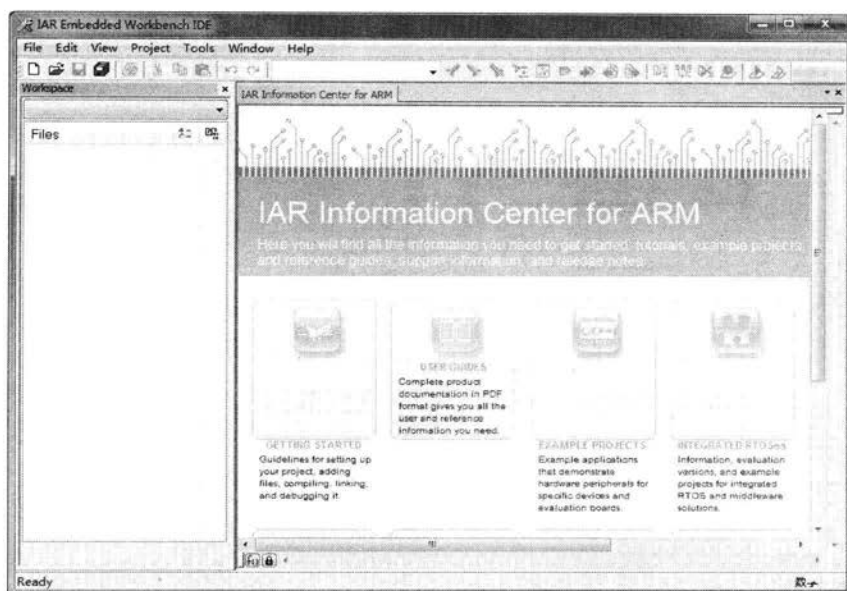 IAR Embedded Workbench IDE
File Edit View Project Tools Window Help
Workspace
IAR Information Center for ARM
Files
IAR Information Center for ARM
Here you will find all the information you need to get started: tutorials, example projects,
and reference guides, support information, and release notes.
USER GUIDES
Complete product
documentation in PDF
format gives you all the
user and reference
information you need.
GETTING STARTED
Guidelines for setting up
your project, adding
files, compiling, linking,
and debugging it.
EXAMPLE PROJECTS
Example applications
that demonstrate
hardware peripherals for
specific devices and
evaluation boards.
INTEGRATED RTOSes
Information, evaluation
versions, and example
projects for integrated
RTOS and middleware
solutions.
Ready